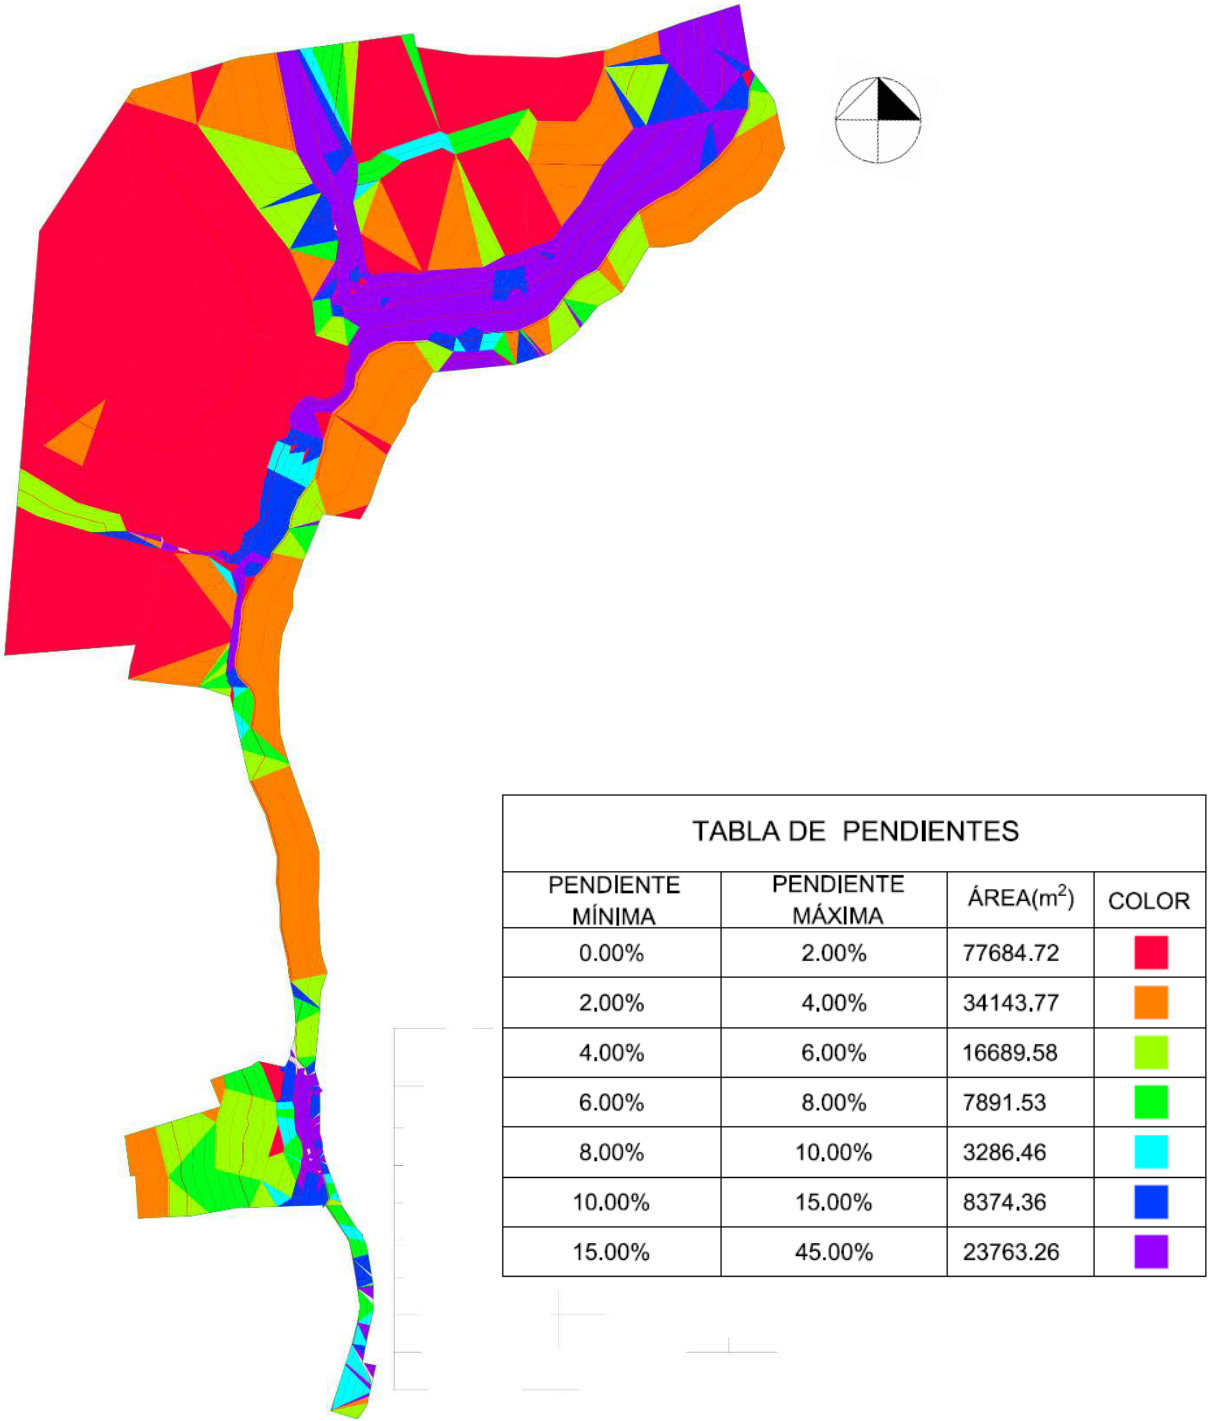 TABLA DE PENDIENTES
PENDIENTE MÍNIMA PENDIENTE MÁXIMA ÁREA(m²) COLOR
0.00% 2.00% 77684.72
2.00% 4.00% 34143.77
4.00% 6.00% 16689.58
6.00% 8.00% 7891.53
8.00% 10.00% 3286.46
10.00% 15.00% 8374.36
15.00% 45.00% 23763.26